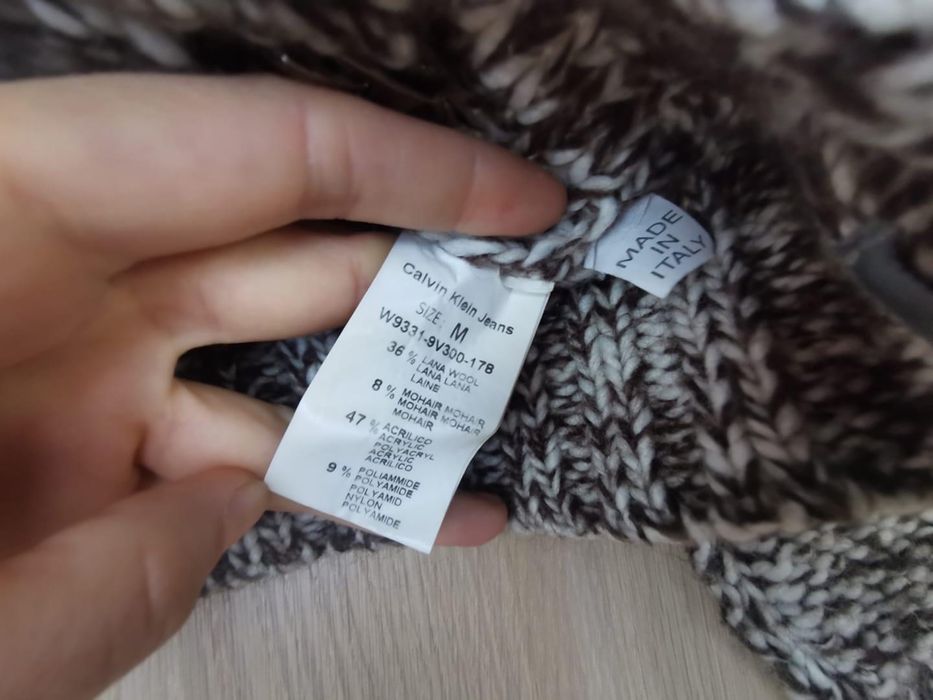 Calvin Klein Jeans
SIZE: M
W9331-9V300-17B
36 % LANA WOOL
LANA LANA
LAINE
8 % MOHAIR MOHAIR
MOHAIR MOHAIR
MOHAIR
47 % ACRILICO
ACRYLIC
POLYACRYL
ACRYLIC
ACRILICO
9 % POLIAMMIDE
POLYAMIDE
POLYAMID
NYLON
POLYAMIDE
MADE
IN
ITALY